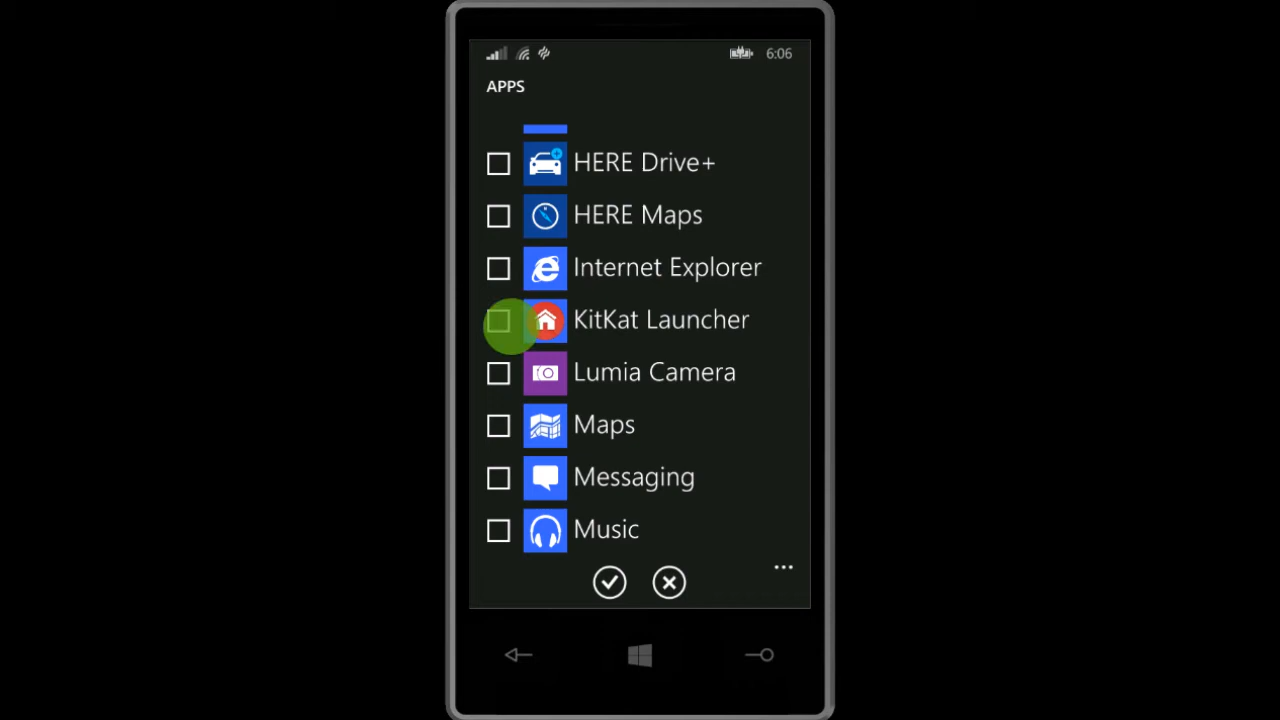 6:06
APPS
HERE Drive+
HERE Maps
Internet Explorer
KitKat Launcher
Lumia Camera
Maps
Messaging
Music